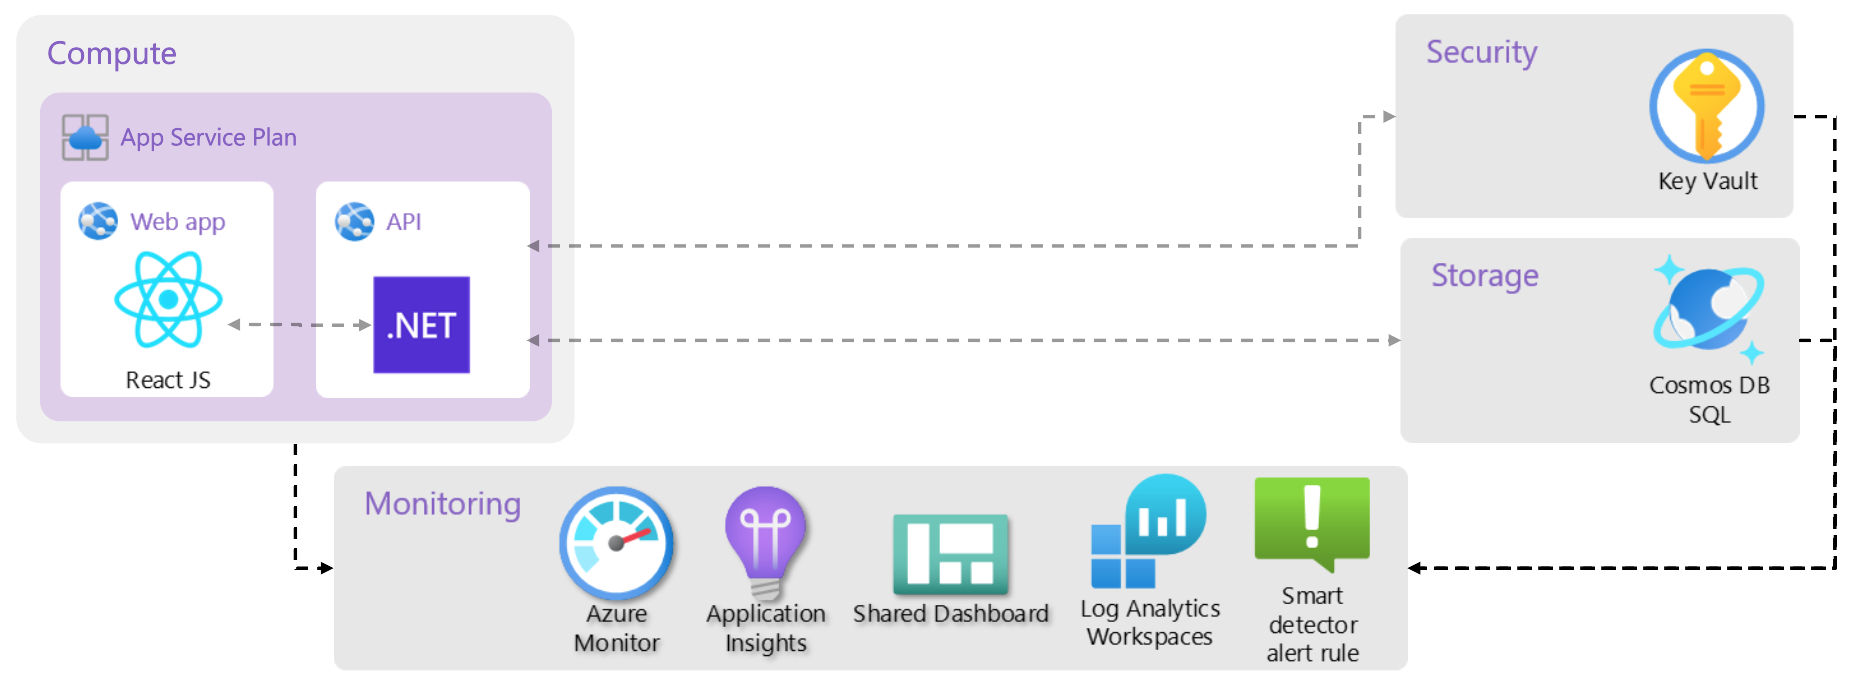 Compute
App Service Plan
Web app
React JS
API
.NET
Security
Key Vault
Storage
Cosmos DB
SQL
Monitoring
Azure
Monitor
Application
Insights
Shared Dashboard
Log Analytics
Workspaces
Smart
detector
alert rule